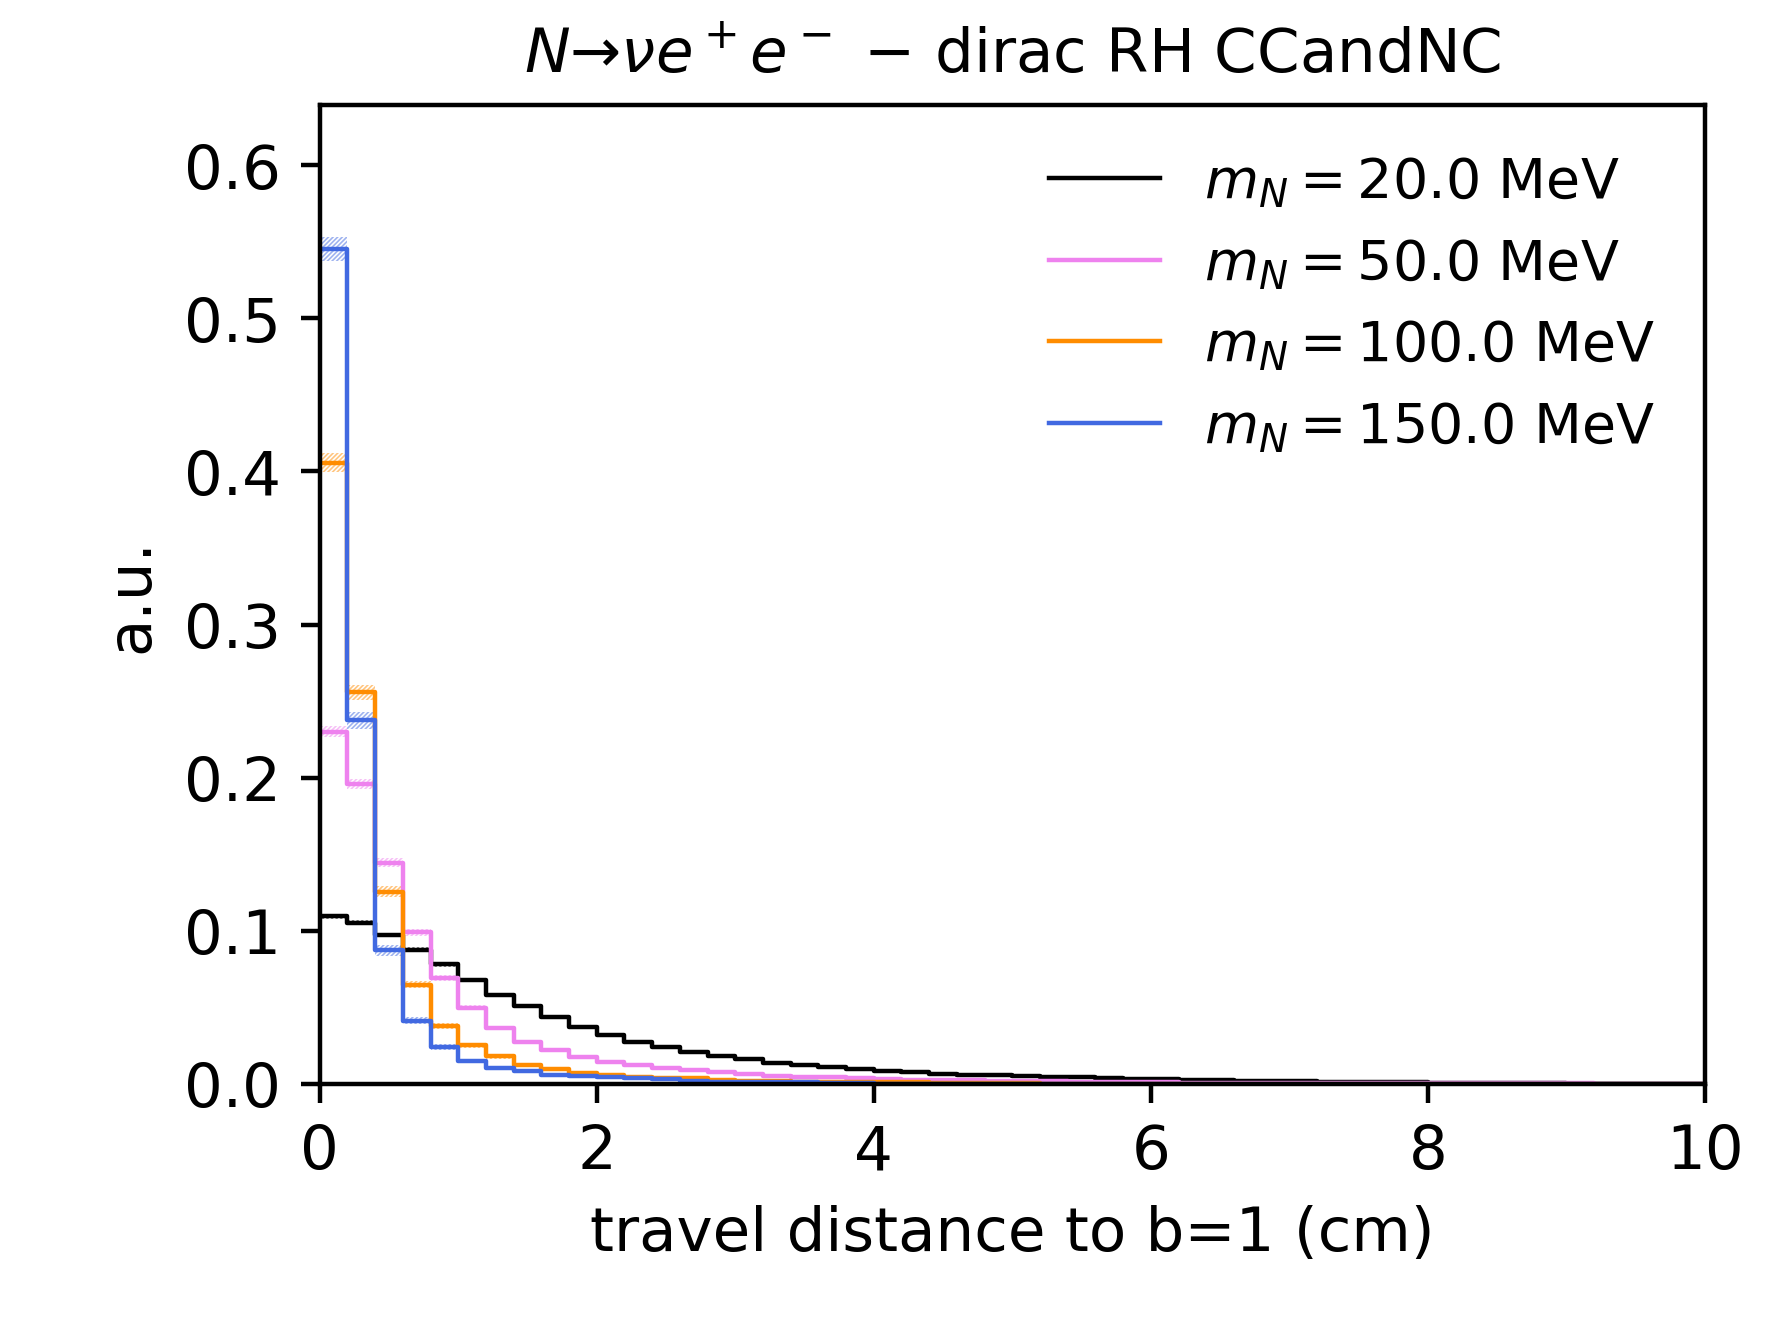 N→νe⁺e⁻ − dirac RH CCandNC
0.6
0.5
0.4
0.3
0.2
0.1
0.0
a.u.
m_N = 20.0 MeV
m_N = 50.0 MeV
m_N = 100.0 MeV
m_N = 150.0 MeV
0 2 4 6 8 10
travel distance to b=1 (cm)